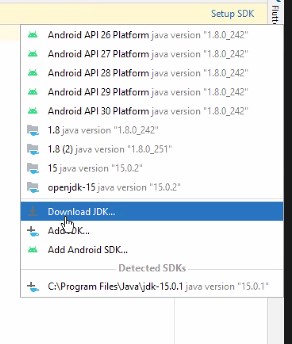 Setup SDK
Flutt
Android API 26 Platform java version "1.8.0_242"
Android API 27 Platform java version "1.8.0_242"
Android API 28 Platform java version "1.8.0_242"
Android API 29 Platform java version "1.8.0_242"
Android API 30 Platform java version "1.8.0_242"
1.8 java version "1.8.0_242"
1.8 (2) java version "1.8.0_251"
15 java version "15.0.2"
openjdk-15 java version "15.0.2"
Download JDK...
Add JDK...
Add Android SDK...
Detected SDKs
C:\Program Files\Java\jdk-15.0.1 java version "15.0.1"